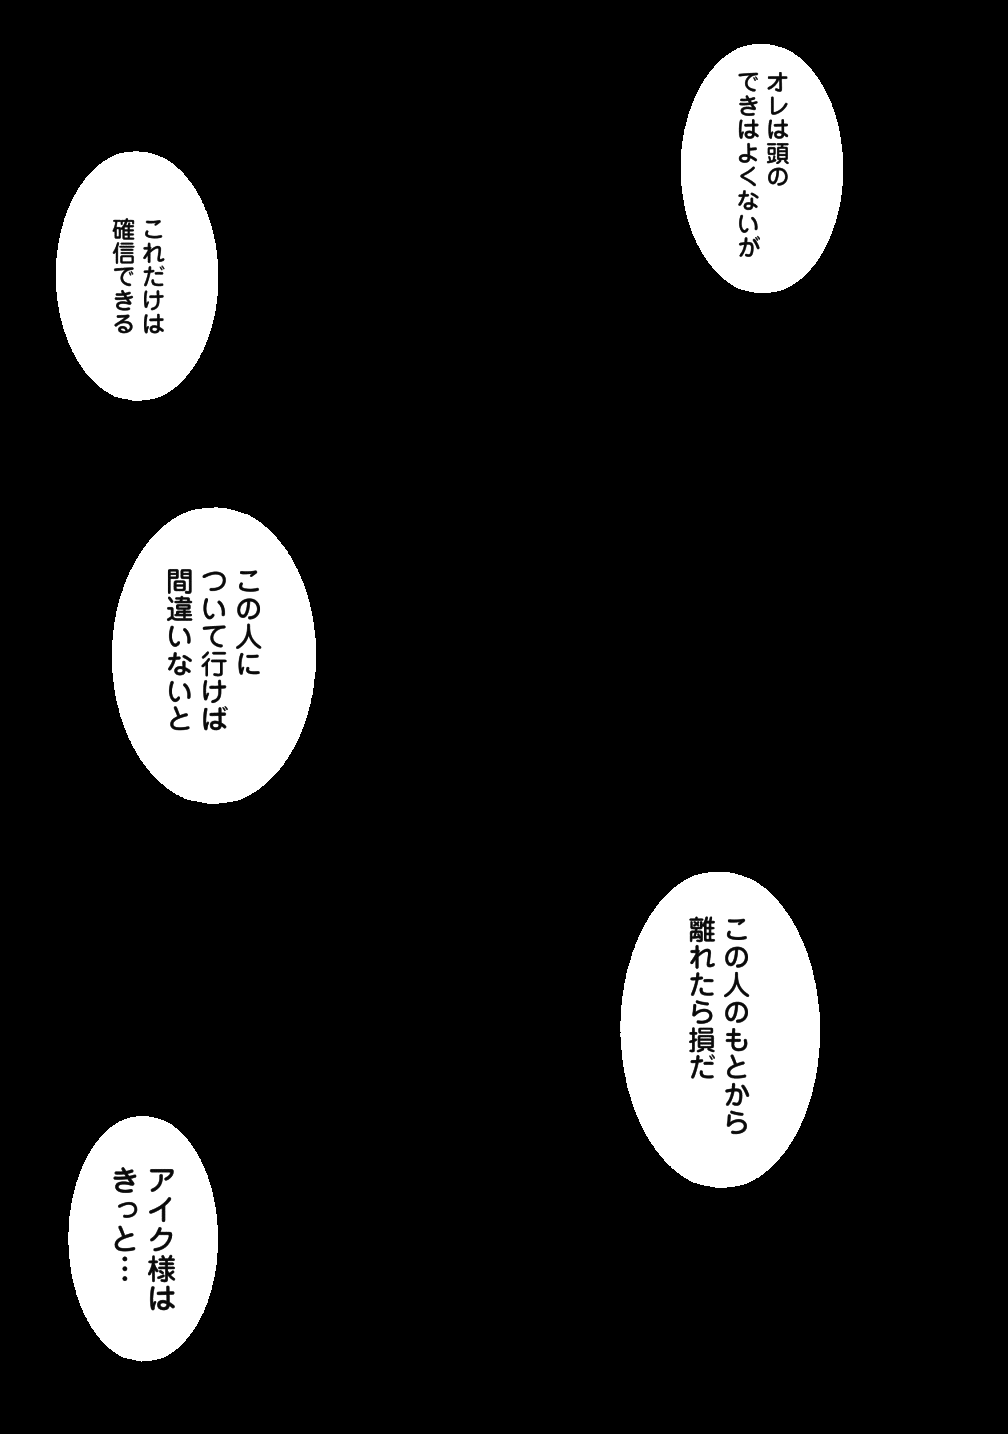 オレは頭の
できはよくないが
これだけは
確信できる
この人に
ついて行けば
間違いないと
この人のもとから
離れたら損だ
アイク様は
きっと…